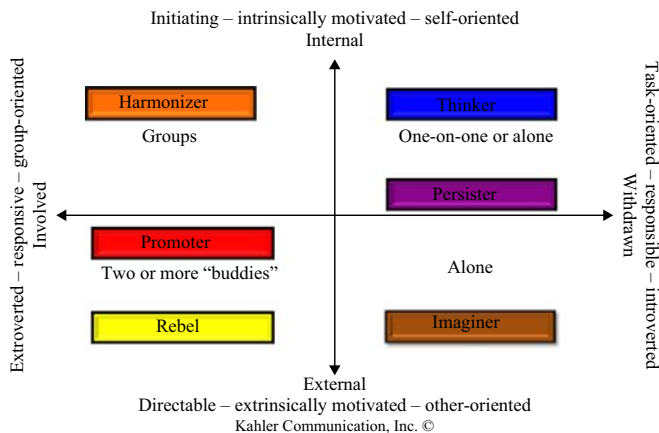 Initiating – intrinsically motivated – self-oriented
Internal
Extroverted – responsive – group-oriented
Involved
Harmonizer
Groups
Thinker
One-on-one or alone
Persister
Promoter
Two or more “buddies”
Alone
Rebel
Imaginer
Task-oriented – responsible – introverted
Withdrawn
External
Directable – extrinsically motivated – other-oriented
Kahler Communication, Inc. ©